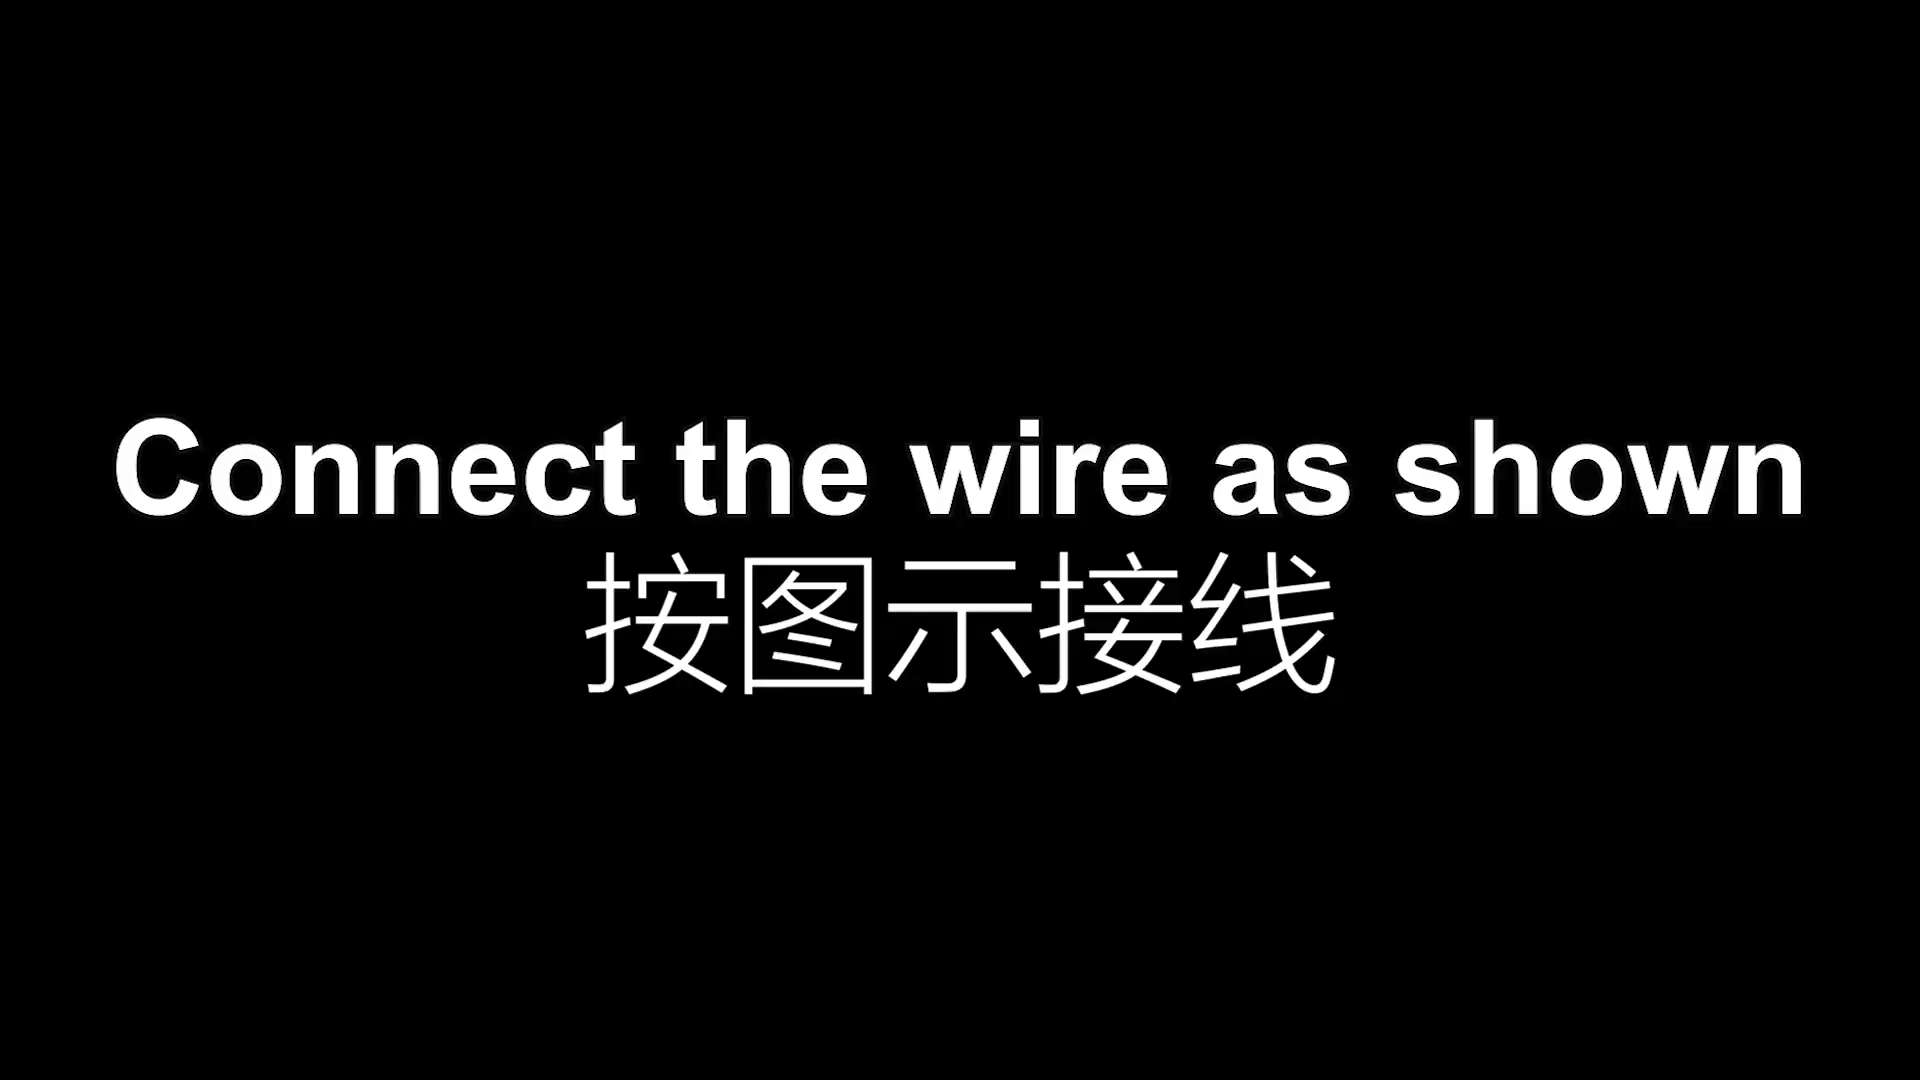 Connect the wire as shown
按图示接线